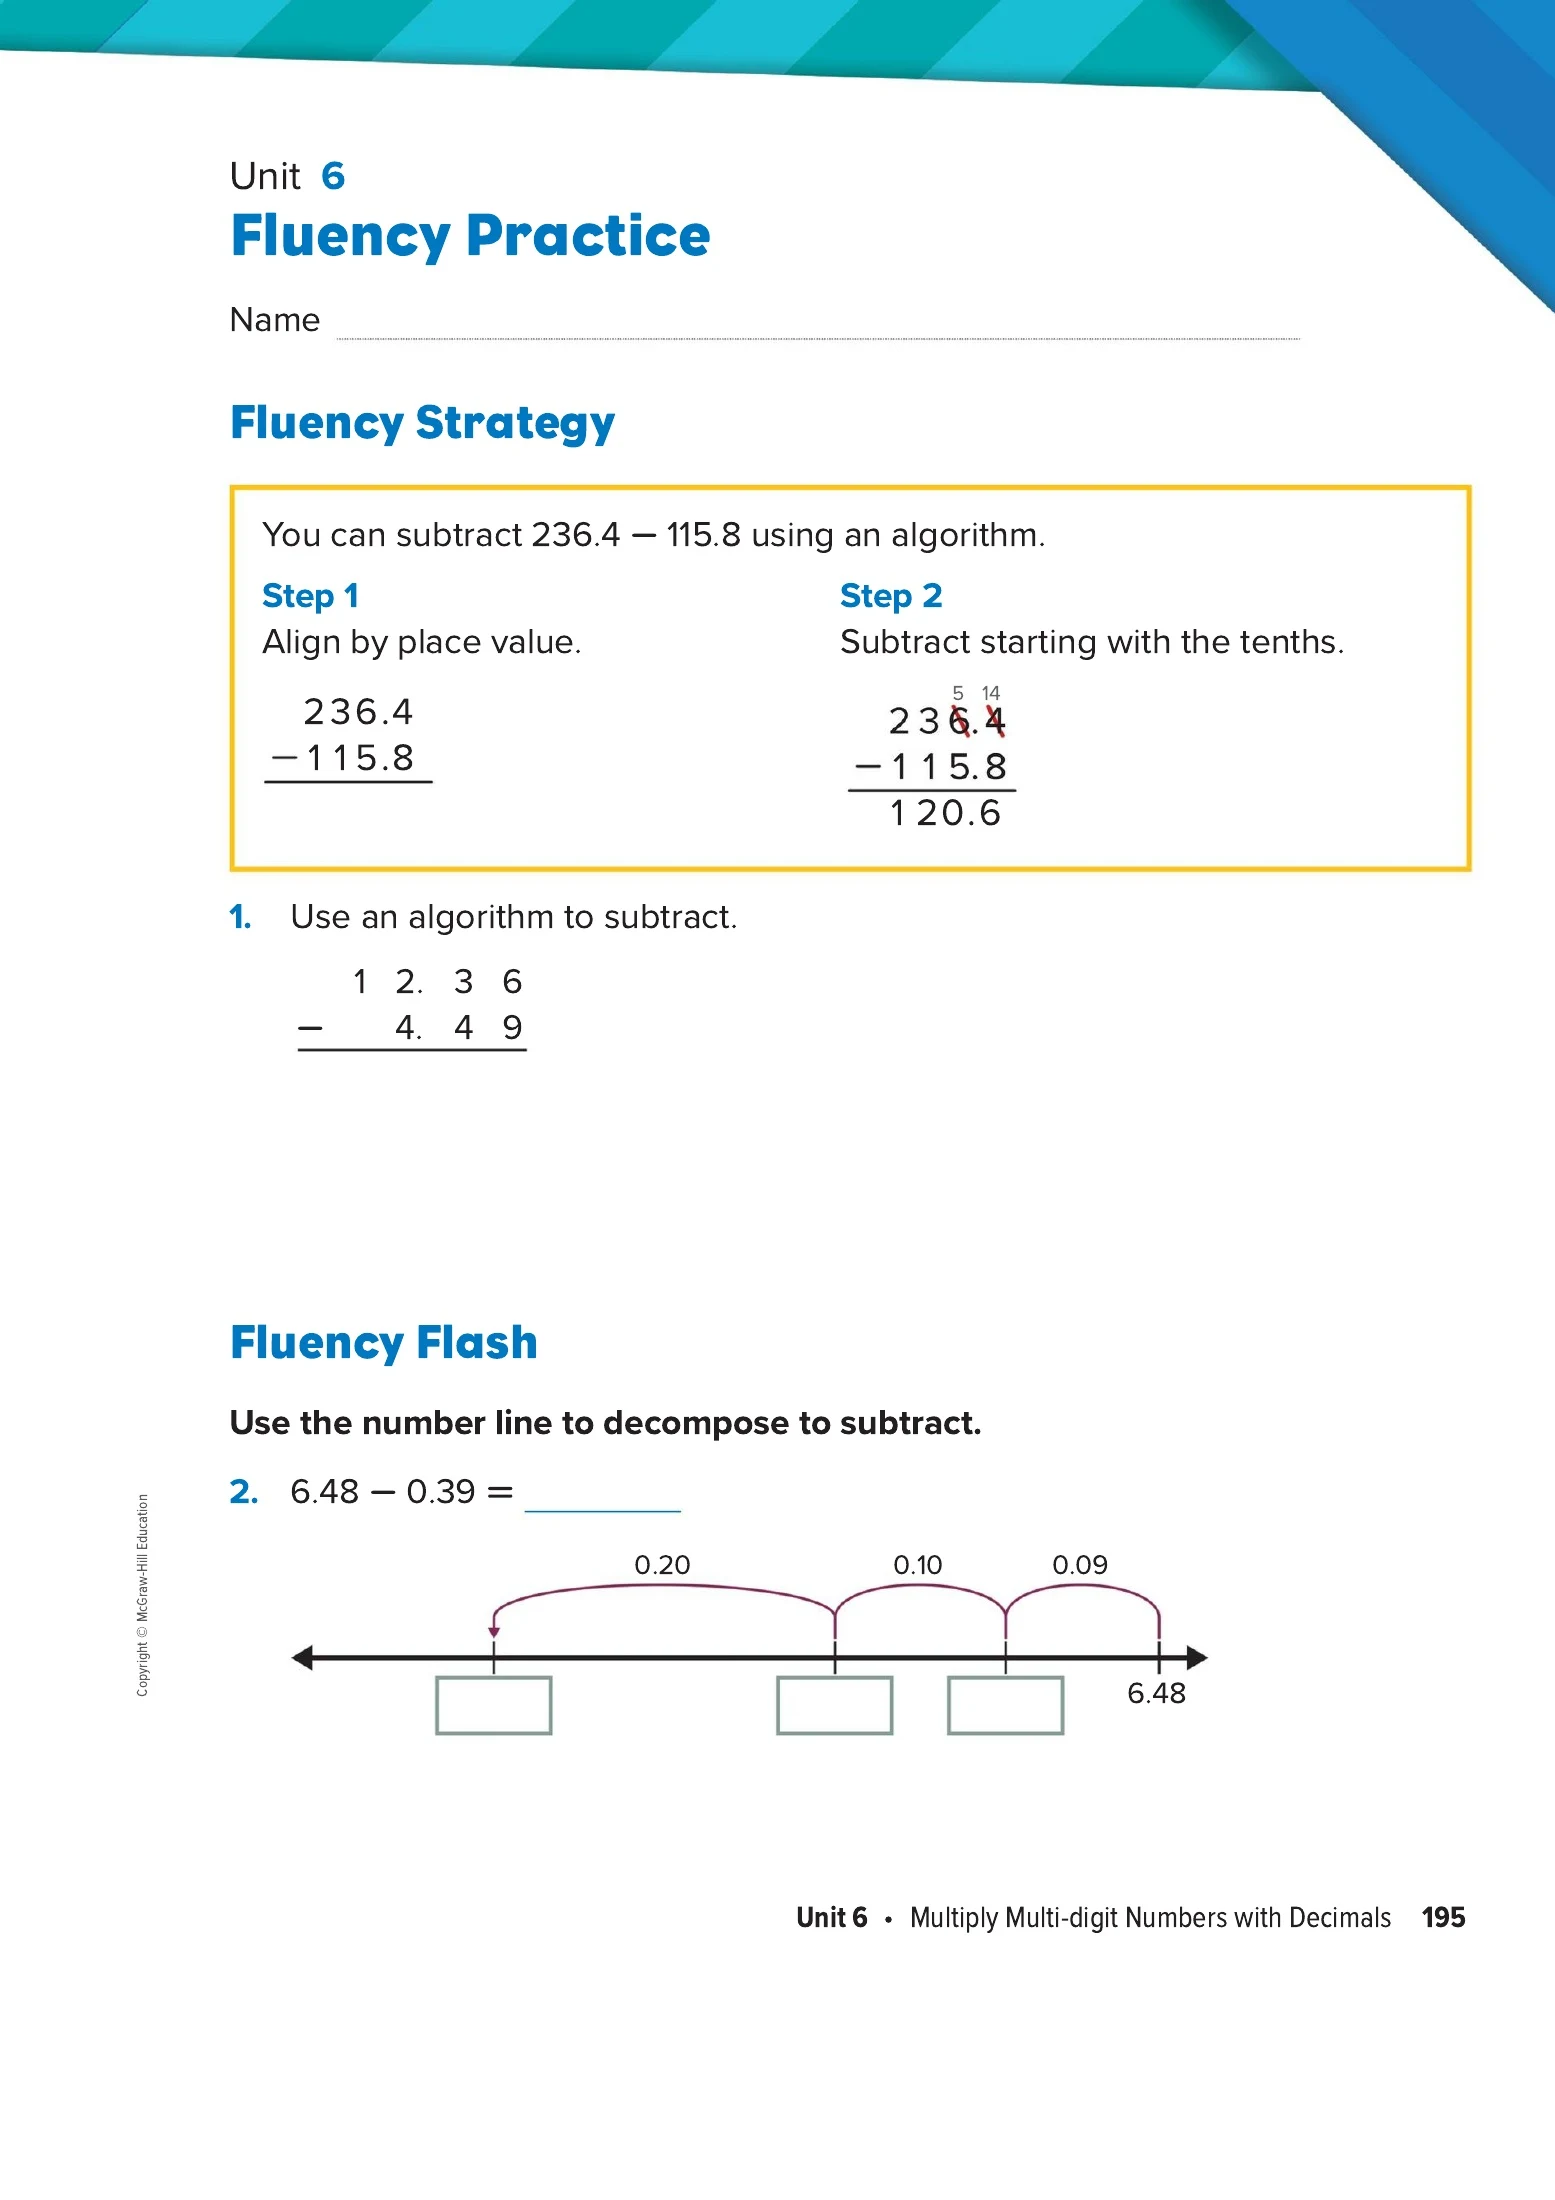 Unit 6
Fluency Practice
Name
Fluency Strategy
You can subtract 236.4 – 115.8 using an algorithm.
Step 1
Align by place value.
236.4
–115.8
Step 2
Subtract starting with the tenths.
5 14
236.4
–115.8
120.6
1. Use an algorithm to subtract.
1 2. 3 6
– 4. 4 9
Fluency Flash
Use the number line to decompose to subtract.
2. 6.48 – 0.39 =
0.20 0.10 0.09
6.48
Copyright © McGraw-Hill Education
Unit 6 • Multiply Multi-digit Numbers with Decimals 195